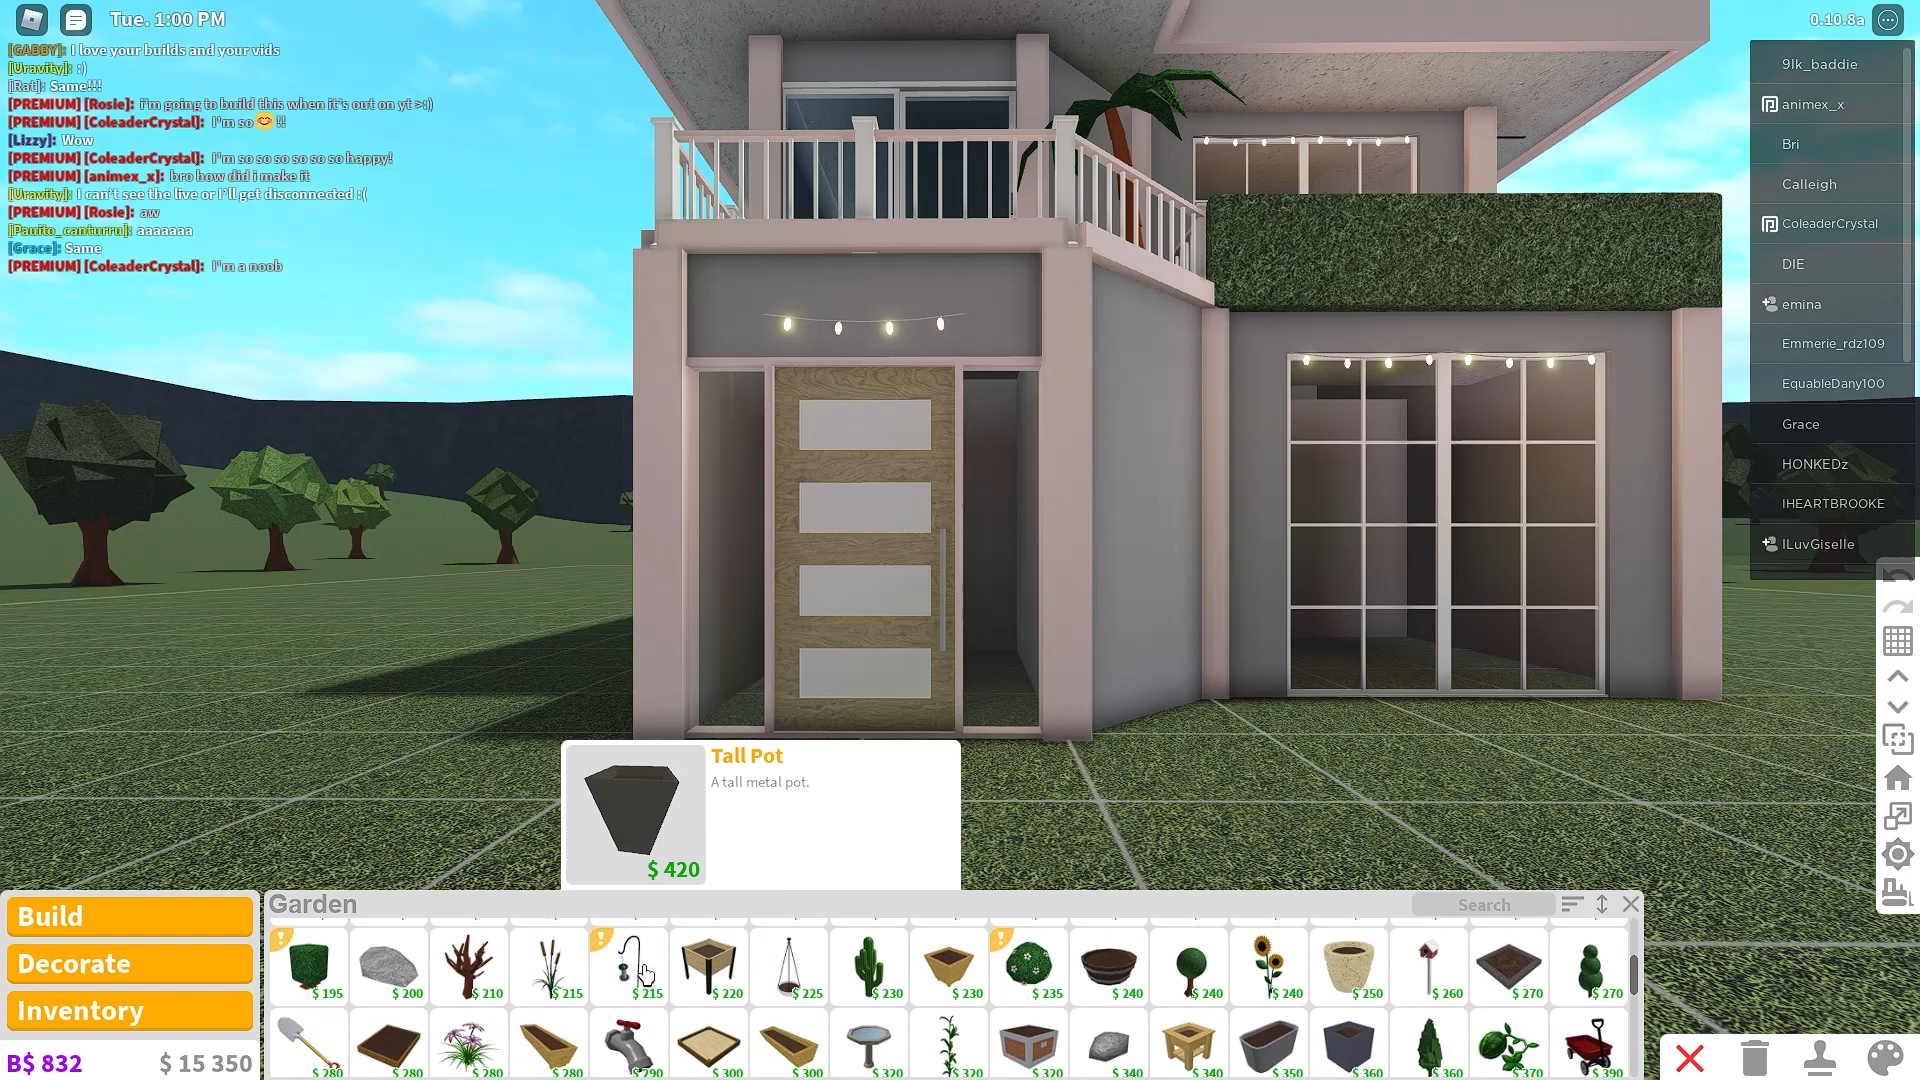 Tue. 1:00 PM
0.10.8a
[GABBY]: I love your builds and your vids
[Uravity]: :)
[Rat]: Same!!!
[PREMIUM] [Rosie]: i'm going to build this when it's out on yt >:)
[PREMIUM] [ColeaderCrystal]: I'm so😊!!
[Lizzy]: Wow
[PREMIUM] [ColeaderCrystal]: I'm so so so so so so happy!
[PREMIUM] [animex_x]: bro how did i make it
[Uravity]: I can't see the live or I'll get disconnected :(
[PREMIUM] [Rosie]: aw
[Pauito_canturru]: aaaaaaa
[Grace]: Same
[PREMIUM] [ColeaderCrystal]: I'm a noob
9Ik_baddie
animex_x
Bri
Calleigh
ColeaderCrystal
DIE
emina
Emmerie_rdz109
EquableDany100
Grace
HONKEDz
IHEARTBROOKE
ILuvGiselle
Tall Pot
A tall metal pot.
$ 420
Build
Decorate
Inventory
B$ 832
$ 15 350
Garden
Search
$ 195
$ 200
$ 210
$ 215
$ 215
$ 220
$ 225
$ 230
$ 230
$ 235
$ 240
$ 240
$ 240
$ 250
$ 260
$ 270
$ 270
$ 280
$ 280
$ 280
$ 280
$ 290
$ 300
$ 300
$ 320
$ 320
$ 320
$ 340
$ 340
$ 350
$ 360
$ 360
$ 370
$ 390